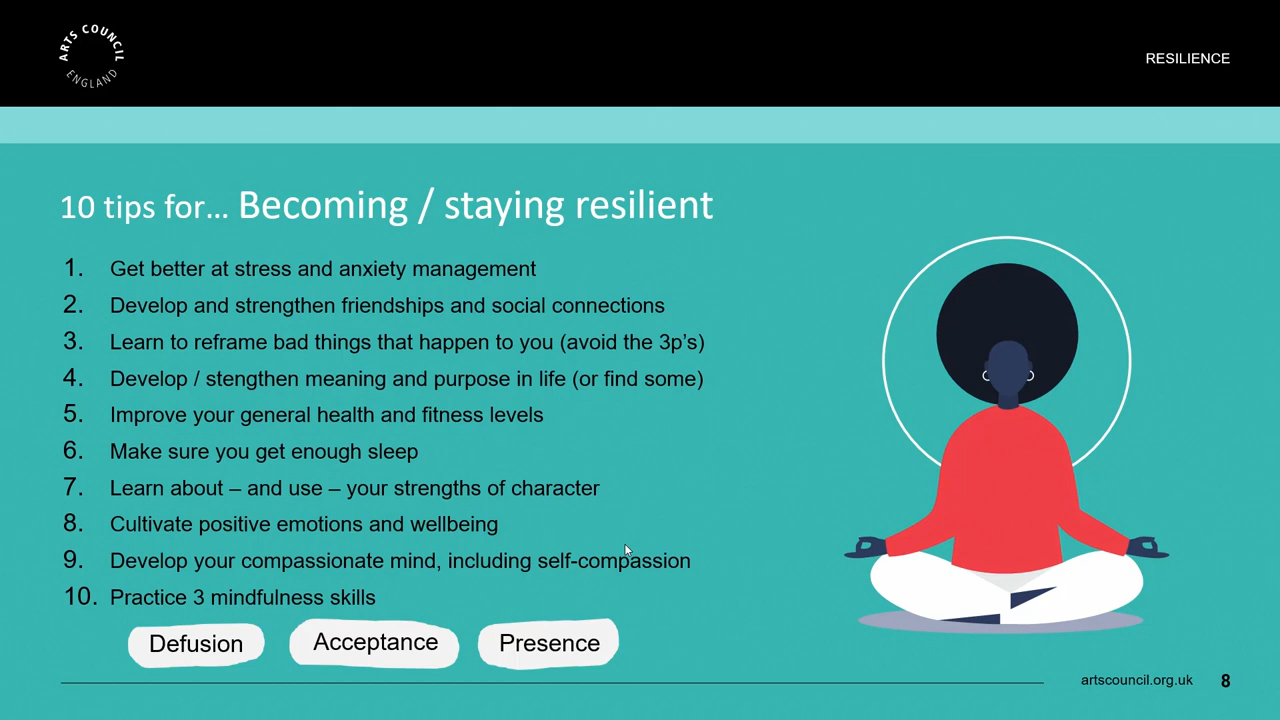 ARTS COUNCIL
ENGLAND
RESILIENCE
10 tips for... Becoming / staying resilient
1. Get better at stress and anxiety management
2. Develop and strengthen friendships and social connections
3. Learn to reframe bad things that happen to you (avoid the 3p's)
4. Develop / stengthen meaning and purpose in life (or find some)
5. Improve your general health and fitness levels
6. Make sure you get enough sleep
7. Learn about – and use – your strengths of character
8. Cultivate positive emotions and wellbeing
9. Develop your compassionate mind, including self-compassion
10. Practice 3 mindfulness skills
Defusion Acceptance Presence
artscouncil.org.uk 8